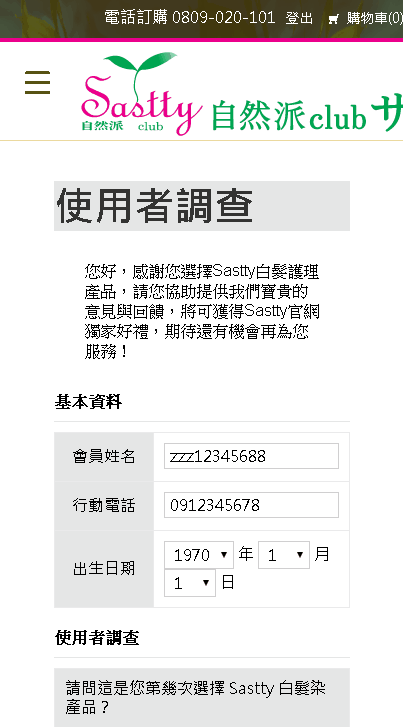 電話訂購 0809-020-101 登出 購物車(0)
Sastty
自然派 club
自然派club サ
使用者調查
您好，感謝您選擇Sastty白髮護理
產品，請您協助提供我們寶貴的
意見與回饋，將可獲得Sastty官網
獨家好禮，期待還有機會再為您
服務！
基本資料
會員姓名 zzz12345688
行動電話 0912345678
出生日期 1970 年 1 月
1 日
使用者調查
請問這是您第幾次選擇 Sastty 白髮染
產品？